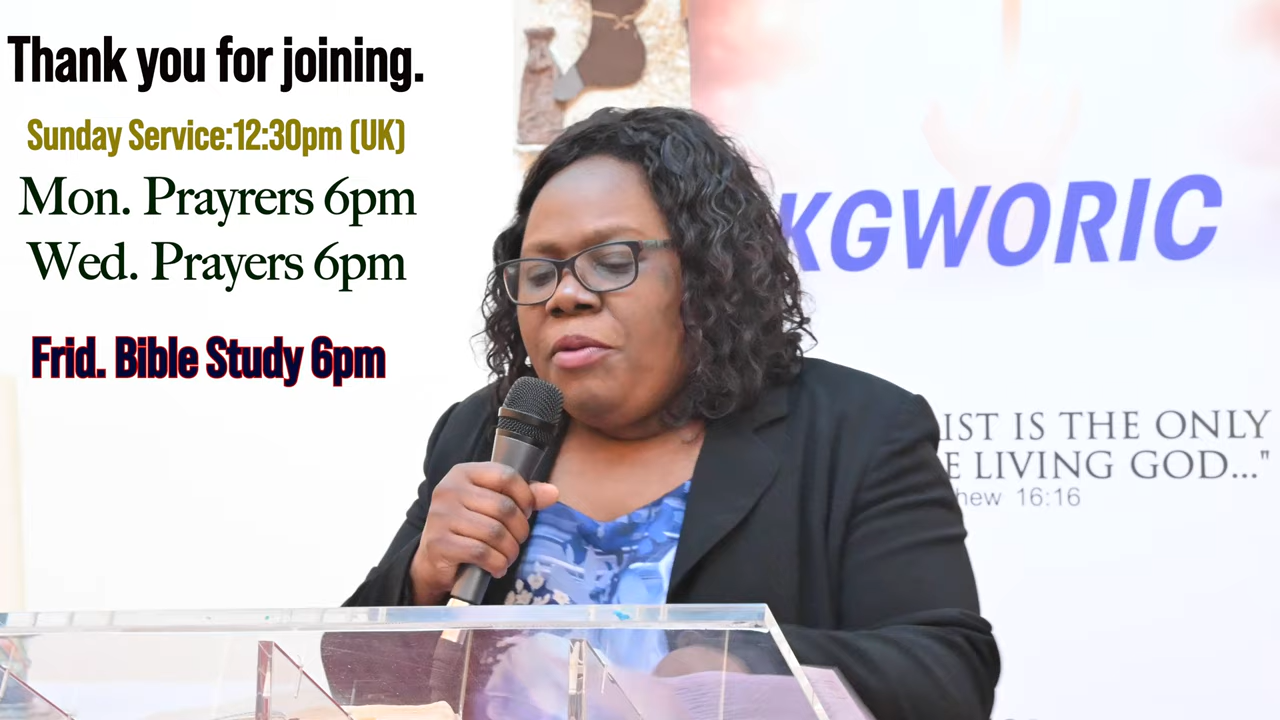 Thank you for joining.
Sunday Service:12:30pm (UK)
Mon. Prayrers 6pm
Wed. Prayers 6pm
Frid. Bible Study 6pm
KGWORIC
IST IS THE ONLY
E LIVING GOD..."
hew 16:16